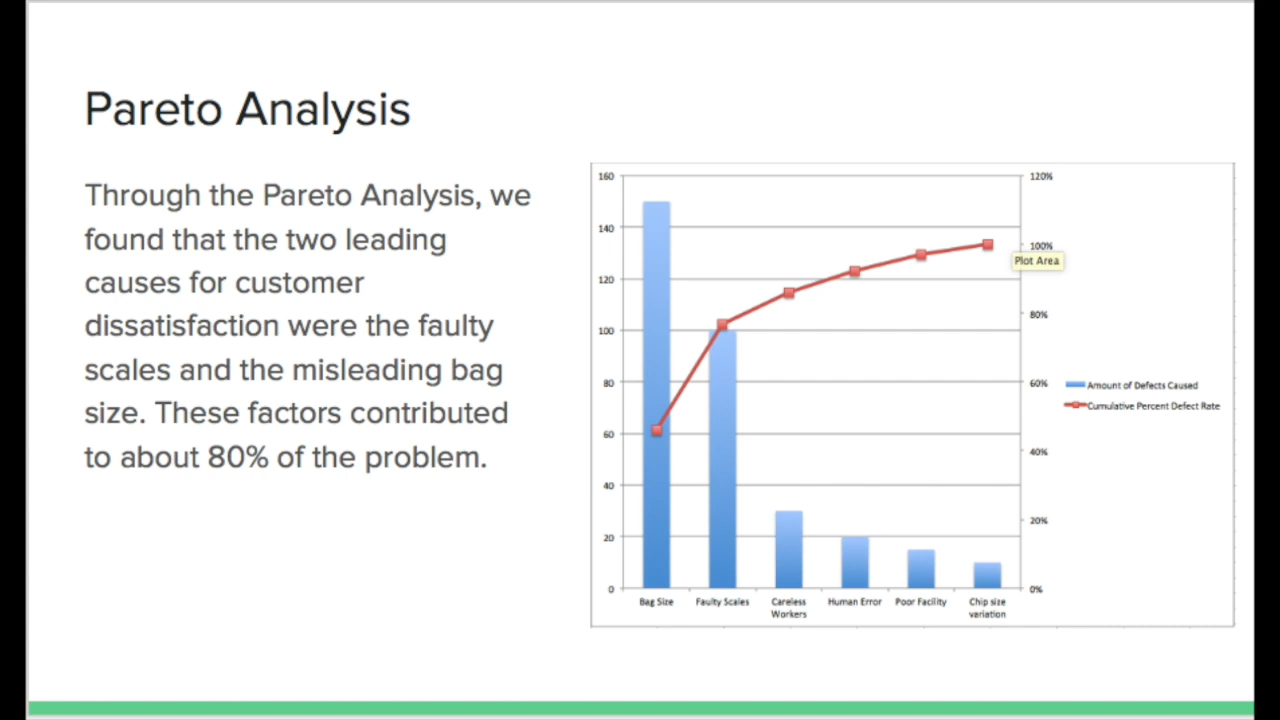 Pareto Analysis
Through the Pareto Analysis, we
found that the two leading
causes for customer
dissatisfaction were the faulty
scales and the misleading bag
size. These factors contributed
to about 80% of the problem.
160
140
120
100
80
60
40
20
0
120%
100%
Plot Area
80%
60%
40%
20%
0%
Amount of Defects Caused
Cumulative Percent Defect Rate
Bag Size
Faulty Scales
Careless
Workers
Human Error
Poor Facility
Chip size
variation